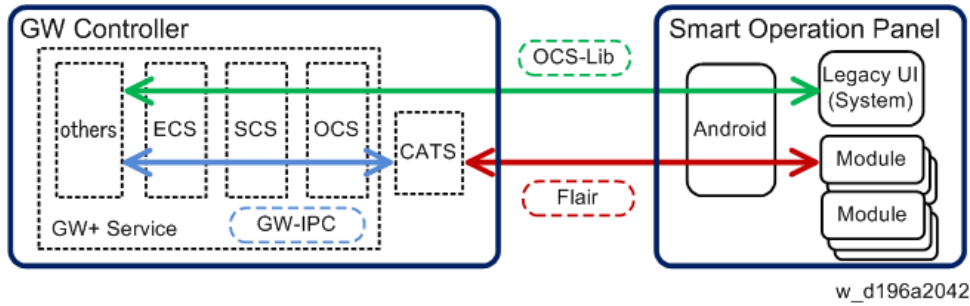 GW Controller
Smart Operation Panel
OCS-Lib
Legacy UI
(System)
others
ECS
SCS
OCS
CATS
Android
Module
Flair
Module
GW+ Service
GW-IPC
w_d196a2042